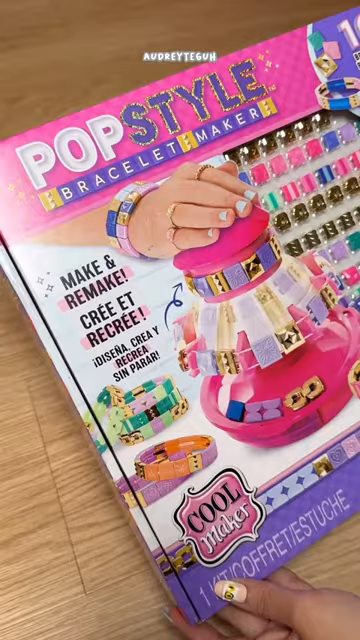 AUDREYTEGUH
POPSTYLE
BRACELET MAKER
MAKE &
REMAKE!
CRÉE ET
RECRÉE!
¡DISEÑA, CREA Y
RECREA
SIN PARAR!
COOL
Maker
1 KIT/COFFRET/ESTUCHE